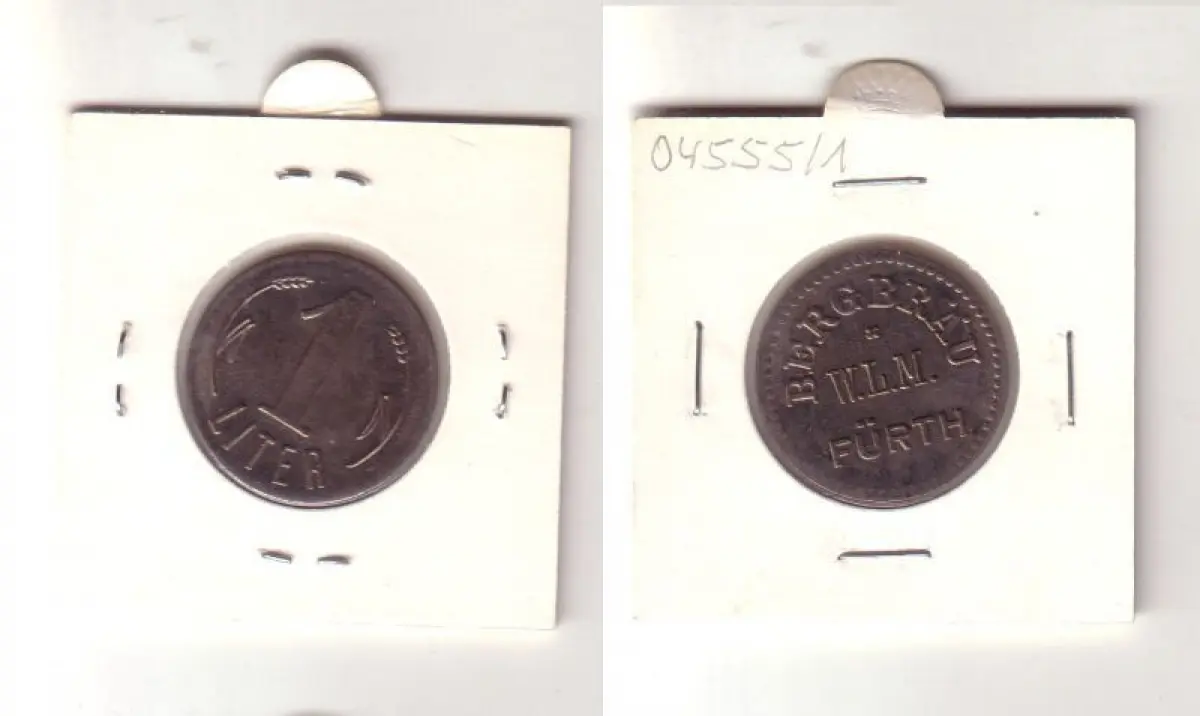 1
LITER
04555/1
BERGBRÄU
W.L.M.
FÜRTH